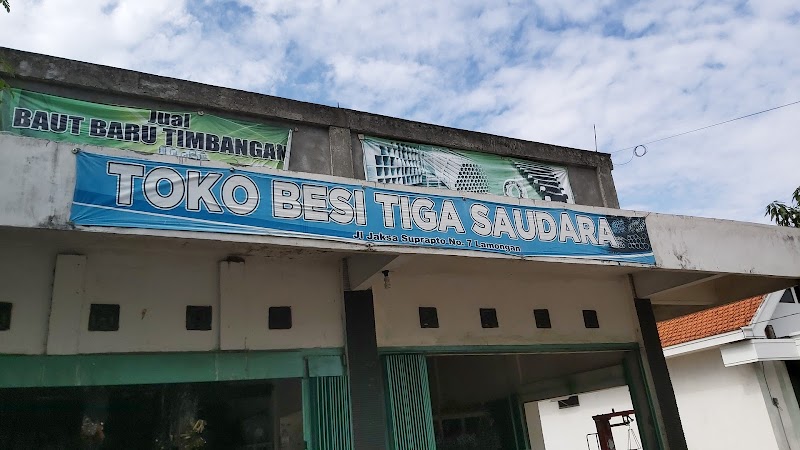 Jual
BAUT BARU TIMBANGAN
TOKO BESI TIGA SAUDARA
Jl Jaksa Suprapto No. 7 Lamongan